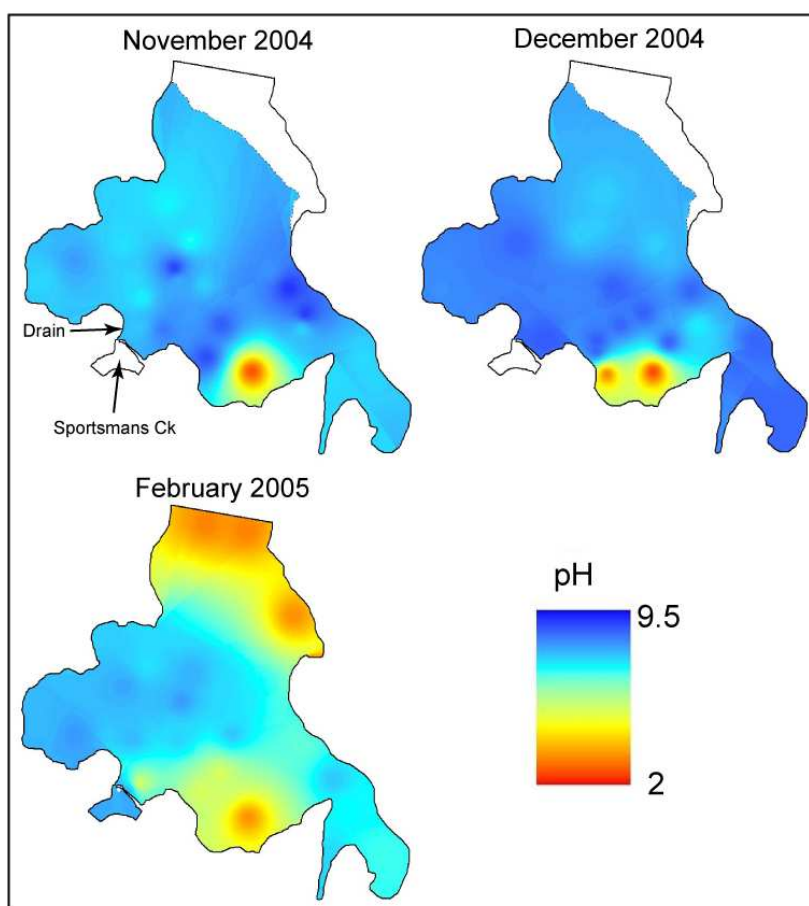 November 2004
December 2004
Drain
Sportsmans Ck
February 2005
pH
9.5
2